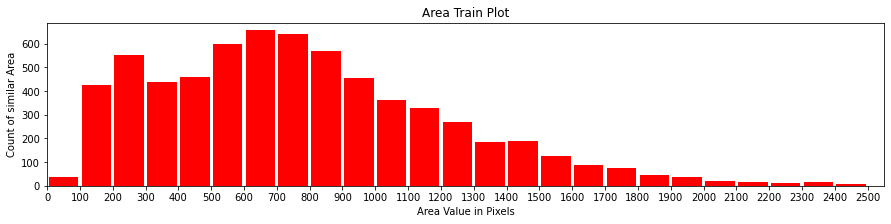 Area Train Plot
Count of similar Area
600
500
400
300
200
100
0
0 100 200 300 400 500 600 700 800 900 1000 1100 1200 1300 1400 1500 1600 1700 1800 1900 2000 2100 2200 2300 2400 2500
Area Value in Pixels